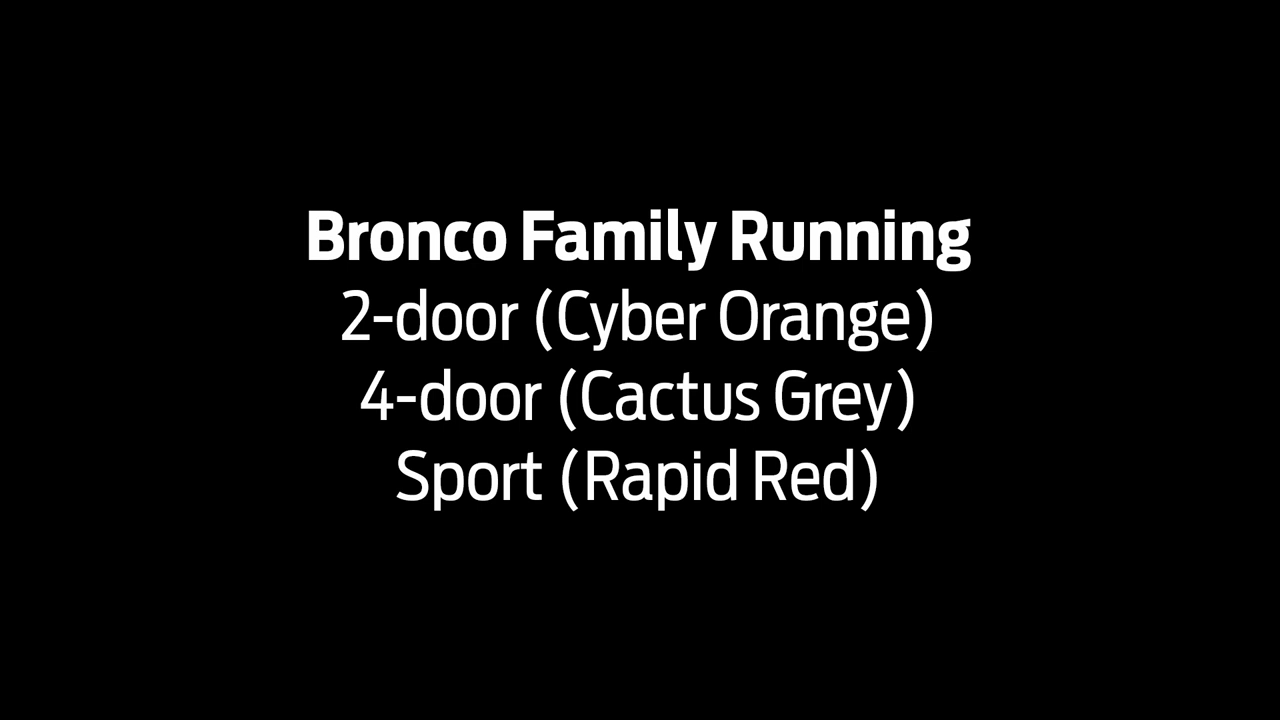 Bronco Family Running
2-door (Cyber Orange)
4-door (Cactus Grey)
Sport (Rapid Red)